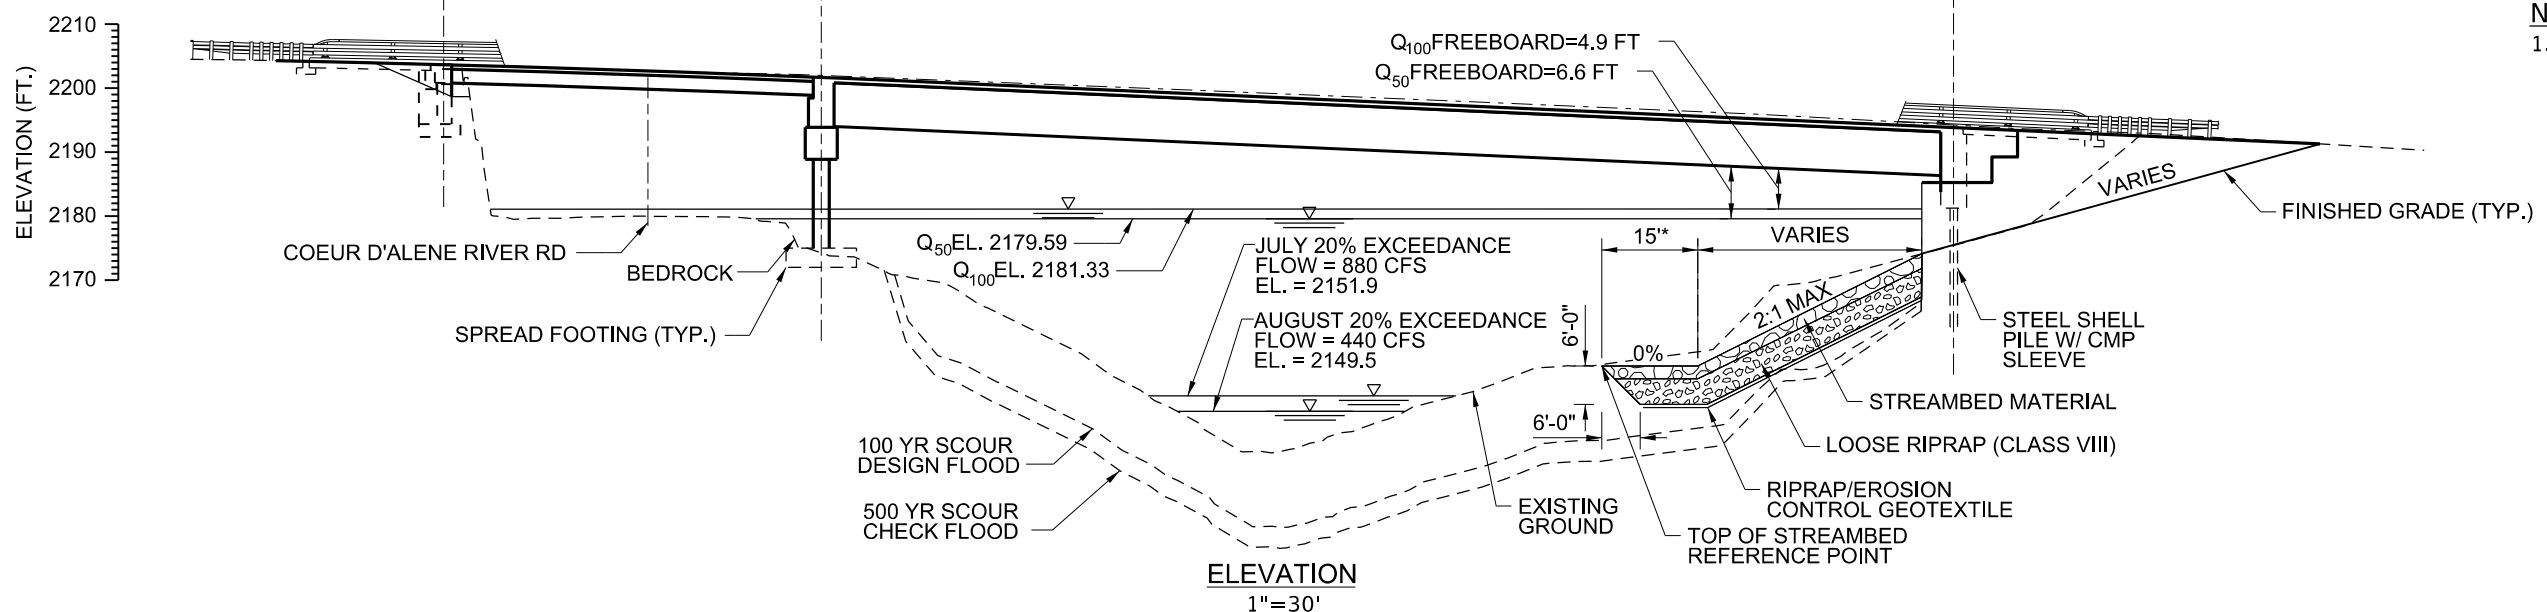 2210
2200
2190
2180
2170
ELEVATION (FT.)
N
1.
Q100FREEBOARD=4.9 FT
Q50FREEBOARD=6.6 FT
VARIES
FINISHED GRADE (TYP.)
COEUR D'ALENE RIVER RD
BEDROCK
SPREAD FOOTING (TYP.)
Q50EL. 2179.59
Q100EL. 2181.33
JULY 20% EXCEEDANCE
FLOW = 880 CFS
EL. = 2151.9
AUGUST 20% EXCEEDANCE
FLOW = 440 CFS
EL. = 2149.5
15'*
VARIES
2:1 MAX
6'-0"
0%
6'-0"
STEEL SHELL
PILE W/ CMP
SLEEVE
STREAMBED MATERIAL
LOOSE RIPRAP (CLASS VIII)
RIPRAP/EROSION
CONTROL GEOTEXTILE
TOP OF STREAMBED
REFERENCE POINT
EXISTING
GROUND
100 YR SCOUR
DESIGN FLOOD
500 YR SCOUR
CHECK FLOOD
ELEVATION
1"=30'